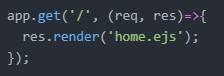 app.get('/', (req, res)=>{
  res.render('home.ejs');
});